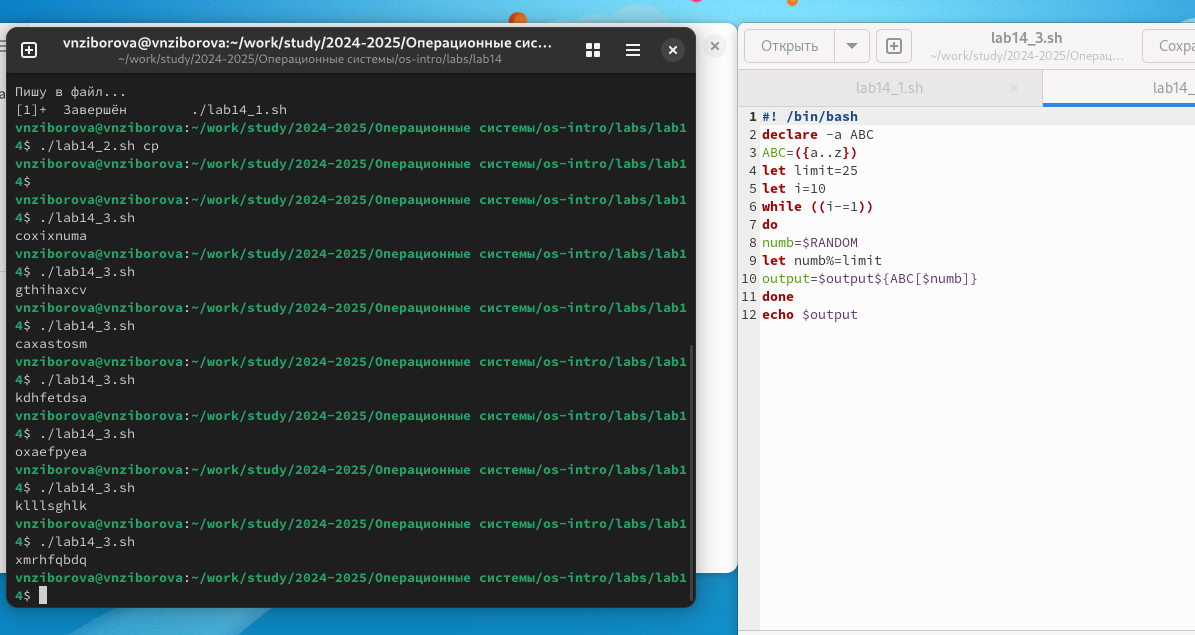 vnziborova@vnziborova:~/work/study/2024-2025/Операционные сис...
~/work/study/2024-2025/Операционные системы/os-intro/labs/lab14
Пишу в файл...
[1]+  Завершён        ./lab14_1.sh
vnziborova@vnziborova:~/work/study/2024-2025/Операционные системы/os-intro/labs/lab1
4$ ./lab14_2.sh cp
vnziborova@vnziborova:~/work/study/2024-2025/Операционные системы/os-intro/labs/lab1
4$
vnziborova@vnziborova:~/work/study/2024-2025/Операционные системы/os-intro/labs/lab1
4$ ./lab14_3.sh
coxixnuma
vnziborova@vnziborova:~/work/study/2024-2025/Операционные системы/os-intro/labs/lab1
4$ ./lab14_3.sh
gthihaxcv
vnziborova@vnziborova:~/work/study/2024-2025/Операционные системы/os-intro/labs/lab1
4$ ./lab14_3.sh
caxastosm
vnziborova@vnziborova:~/work/study/2024-2025/Операционные системы/os-intro/labs/lab1
4$ ./lab14_3.sh
kdhfetdsa
vnziborova@vnziborova:~/work/study/2024-2025/Операционные системы/os-intro/labs/lab1
4$ ./lab14_3.sh
oxaefpyea
vnziborova@vnziborova:~/work/study/2024-2025/Операционные системы/os-intro/labs/lab1
4$ ./lab14_3.sh
klllsghlk
vnziborova@vnziborova:~/work/study/2024-2025/Операционные системы/os-intro/labs/lab1
4$ ./lab14_3.sh
xmrhfqbdq
vnziborova@vnziborova:~/work/study/2024-2025/Операционные системы/os-intro/labs/lab1
4$
Открыть
lab14_3.sh
~/work/study/2024-2025/Операц...
Сохра
lab14_1.sh
lab14_
1 #! /bin/bash
2 declare -a ABC
3 ABC=({a..z})
4 let limit=25
5 let i=10
6 while ((i-=1))
7 do
8 numb=$RANDOM
9 let numb%=limit
10 output=$output${ABC[$numb]}
11 done
12 echo $output